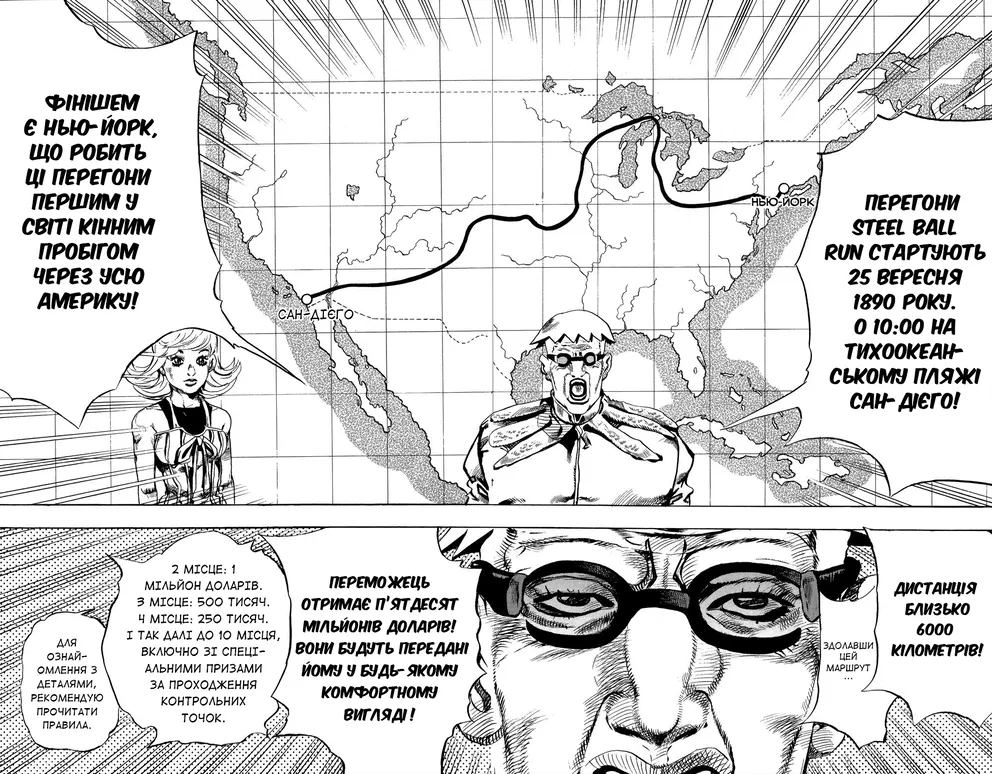 ПЕРЕГОНИ
STEEL BALL
RUN СТАРТУЮТЬ
25 ВЕРЕСНЯ
1890 РОКУ.
О 10:00 НА
ТИХООКЕАН-
СЬКОМУ ПЛЯЖІ
САН-ДІЄГО!
НЬЮ-ЙОРК
САН-ДІЄГО
ФІНІШЕМ
Є НЬЮ-ЙОРК,
ЩО РОБИТЬ
ЦІ ПЕРЕГОНИ
ПЕРШИМ У
СВІТІ КІННИМ
ПРОБІГОМ
ЧЕРЕЗ УСЮ
АМЕРИКУ!
ДИСТАНЦІЯ
БЛИЗЬКО
6000
КІЛОМЕТРІВ!
ЗДОЛАВШИ
ЦЕЙ
МАРШРУТ
...
ПЕРЕМОЖЕЦЬ
ОТРИМАЄ П'ЯТДЕСЯТ
МІЛЬЙОНІВ ДОЛАРІВ!
ВОНИ БУДУТЬ ПЕРЕДАНІ
ЙОМУ У БУДЬ-ЯКОМУ
КОМФОРТНОМУ
ВИГЛЯДІ!
2 МІСЦЕ: 1
МІЛЬЙОН ДОЛАРІВ.
3 МІСЦЕ: 500 ТИСЯЧ.
4 МІСЦЕ: 250 ТИСЯЧ.
І ТАК ДАЛІ ДО 10 МІСЦЯ,
ВКЛЮЧНО ЗІ СПЕЦІ-
АЛЬНИМИ ПРИЗАМИ
ЗА ПРОХОДЖЕННЯ
КОНТРОЛЬНИХ
ТОЧОК.
ДЛЯ
ОЗНАЙ-
ОМЛЕННЯ З
ДЕТАЛЯМИ,
РЕКОМЕНДУЮ
ПРОЧИТАТИ
ПРАВИЛА.